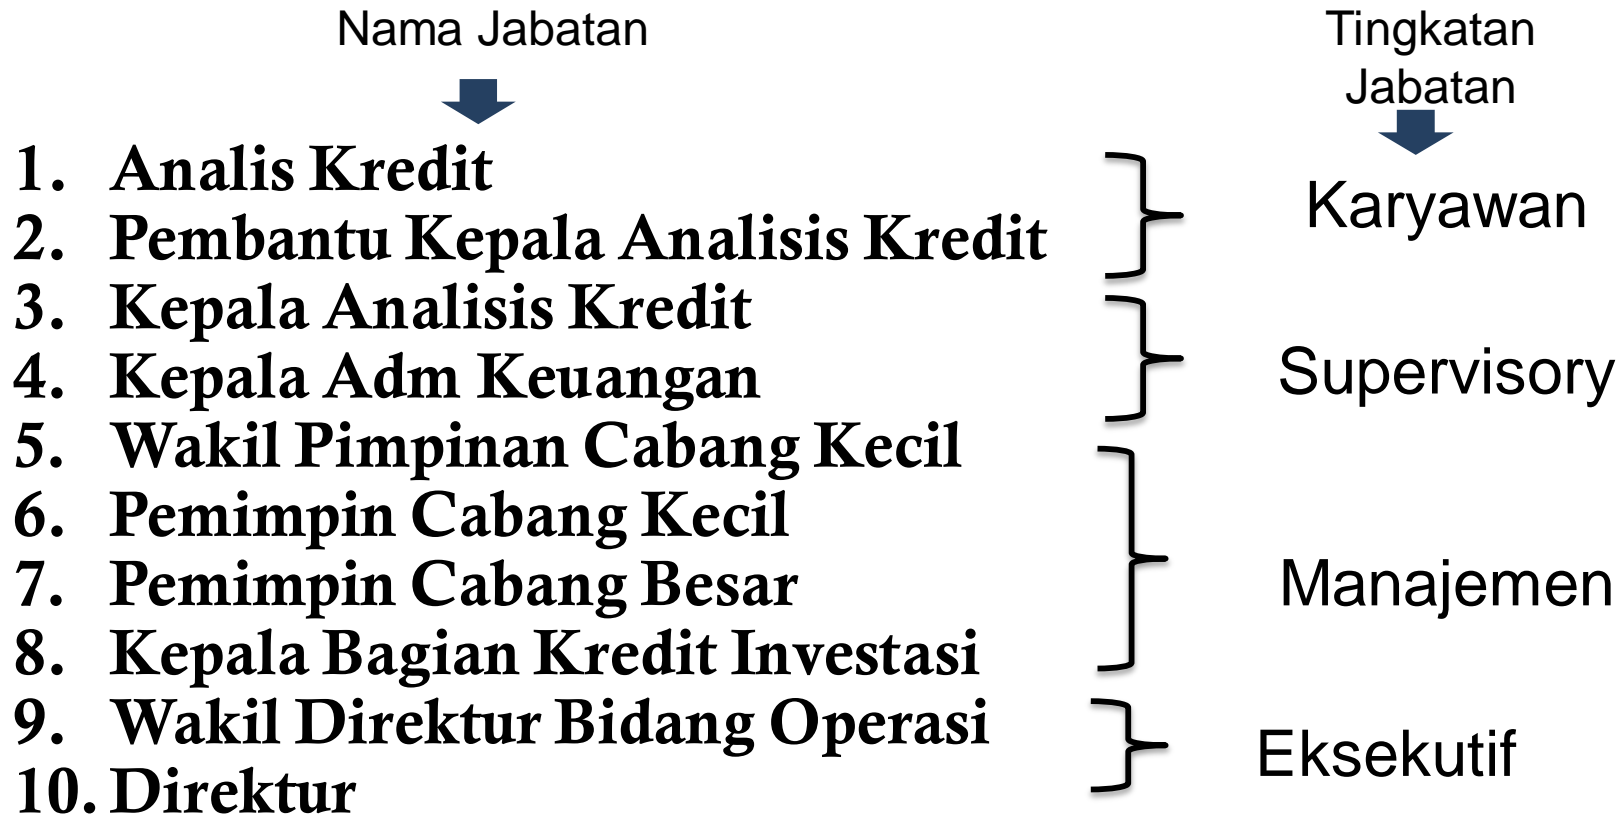 Nama Jabatan
Tingkatan
Jabatan
1. Analis Kredit
2. Pembantu Kepala Analisis Kredit
3. Kepala Analisis Kredit
4. Kepala Adm Keuangan
5. Wakil Pimpinan Cabang Kecil
6. Pemimpin Cabang Kecil
7. Pemimpin Cabang Besar
8. Kepala Bagian Kredit Investasi
9. Wakil Direktur Bidang Operasi
10. Direktur
Karyawan
Supervisory
Manajemen
Eksekutif